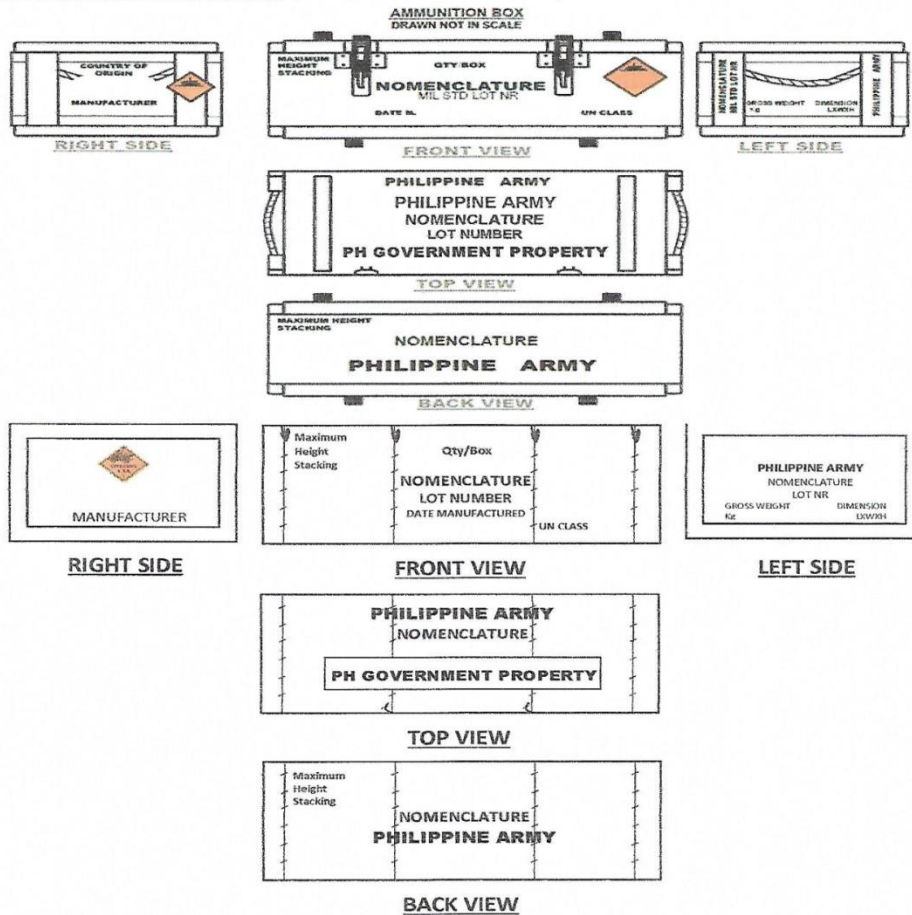 AMMUNITION BOX
DRAWN NOT IN SCALE
COUNTRY OF
ORIGIN
MANUFACTURER
RIGHT SIDE
MAXIMUM
HEIGHT
STACKING
QTY/BOX
NOMENCLATURE
MIL STD LOT NR
UN CLASS
FRONT VIEW
NOMENCLATURE
MIL STD LOT NR
GROSS WEIGHT
Kg
DIMENSION
LXWXH
PHILIPPINE ARMY
LEFT SIDE
PHILIPPINE ARMY
PHILIPPINE ARMY
NOMENCLATURE
LOT NUMBER
PH GOVERNMENT PROPERTY
TOP VIEW
MAXIMUM HEIGHT
STACKING
NOMENCLATURE
PHILIPPINE ARMY
BACK VIEW
MANUFACTURER
RIGHT SIDE
Maximum
Height
Stacking
Qty/Box
NOMENCLATURE
LOT NUMBER
DATE MANUFACTURED
UN CLASS
FRONT VIEW
PHILIPPINE ARMY
NOMENCLATURE
LOT NR
GROSS WEIGHT
Kg
DIMENSION
LXWXH
LEFT SIDE
PHILIPPINE ARMY
NOMENCLATURE
PH GOVERNMENT PROPERTY
TOP VIEW
Maximum
Height
Stacking
NOMENCLATURE
PHILIPPINE ARMY
BACK VIEW